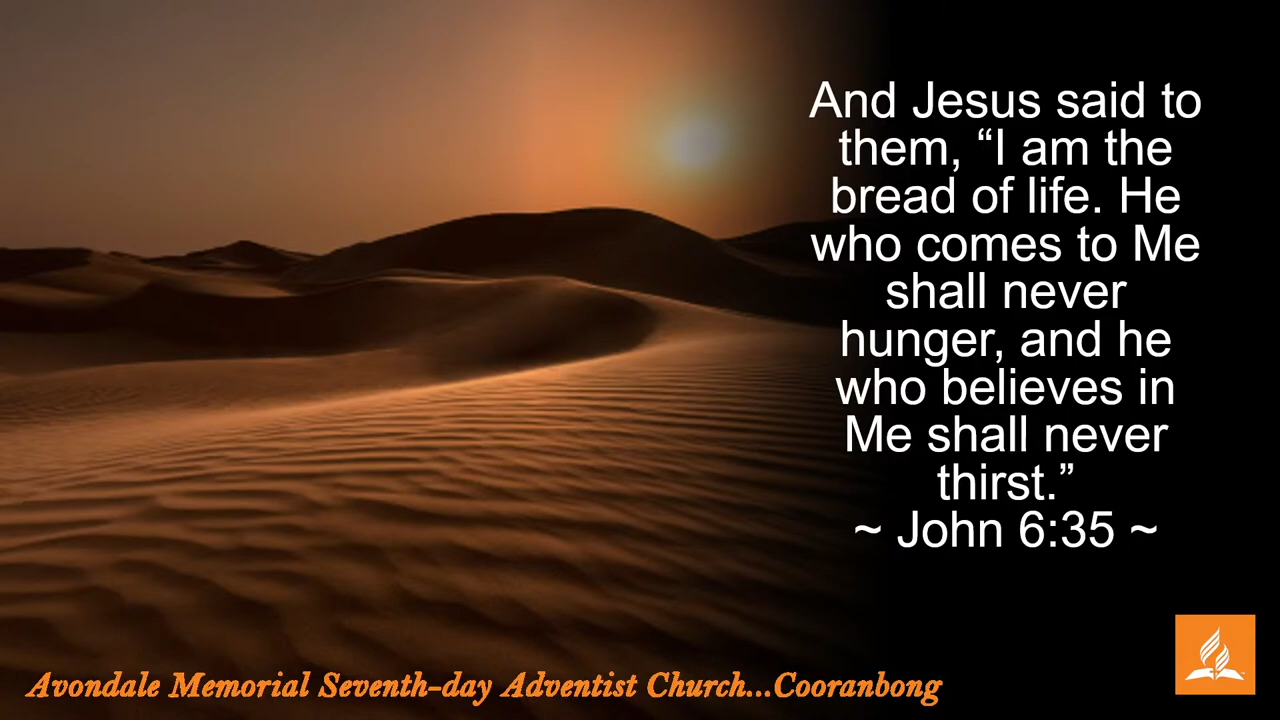 And Jesus said to
them, “I am the
bread of life. He
who comes to Me
shall never
hunger, and he
who believes in
Me shall never
thirst.”
~ John 6:35 ~
Avondale Memorial Seventh-day Adventist Church...Cooranbong